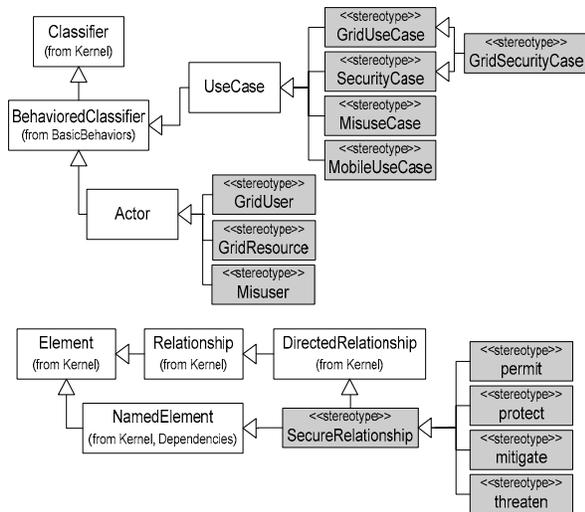 Classifier
(from Kernel)
BehavioredClassifier
(from BasicBehaviors)
UseCase
<<stereotype>>
GridUseCase
<<stereotype>>
SecurityCase
<<stereotype>>
MisuseCase
<<stereotype>>
MobileUseCase
<<stereotype>>
GridSecurityCase
Actor
<<stereotype>>
GridUser
<<stereotype>>
GridResource
<<stereotype>>
Misuser
Element
(from Kernel)
Relationship
(from Kernel)
DirectedRelationship
(from Kernel)
NamedElement
(from Kernel, Dependencies)
<<stereotype>>
SecureRelationship
<<stereotype>>
permit
<<stereotype>>
protect
<<stereotype>>
mitigate
<<stereotype>>
threaten